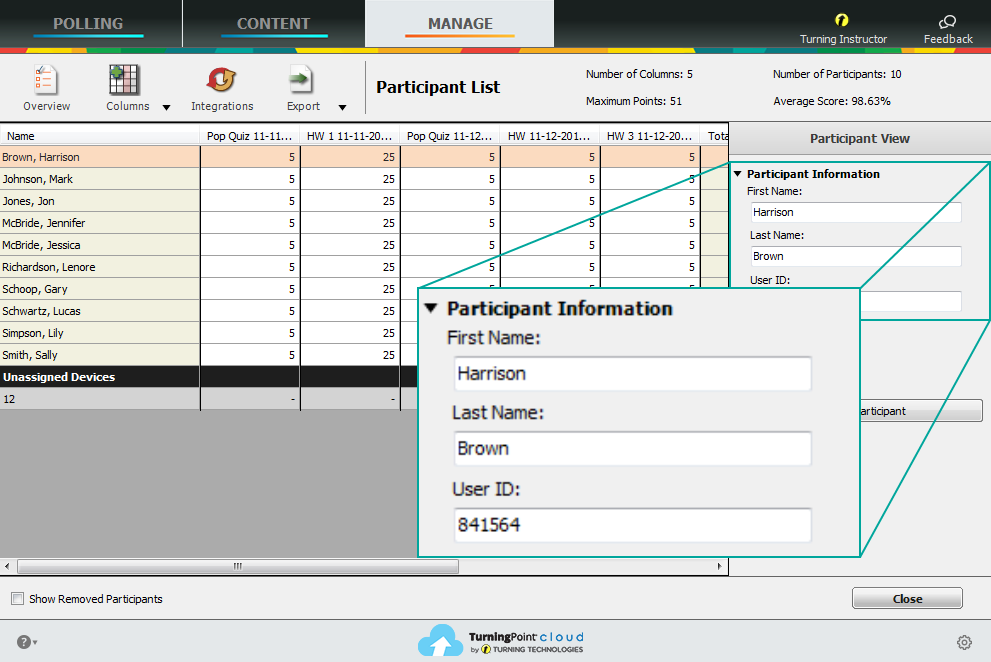 POLLING CONTENT MANAGE
Turning Instructor Feedback
Overview Columns Integrations Export
Participant List
Number of Columns: 5 Number of Participants: 10
Maximum Points: 51 Average Score: 98.63%
Name Pop Quiz 11-11... HW 1 11-11-20... Pop Quiz 11-12... HW 11-12-201... HW 3 11-12-20... Tota
Brown, Harrison 5 25 5 5 5
Johnson, Mark 5 25 5 5 5
Jones, Jon 5 25 5 5 5
McBride, Jennifer 5 25 5 5 5
McBride, Jessica 5 25 5 5 5
Richardson, Lenore 5 25 5 5 5
Schoop, Gary 5 25
Schwartz, Lucas 5 25
Simpson, Lily 5 25
Smith, Sally 5 25
Unassigned Devices
12 - -
Participant View
Participant Information
First Name:
Harrison
Last Name:
Brown
User ID:
Participant Information
First Name:
Harrison
Last Name:
Brown
User ID:
841564
articipant
Show Removed Participants
Close
?
TurningPoint cloud
by TURNING TECHNOLOGIES